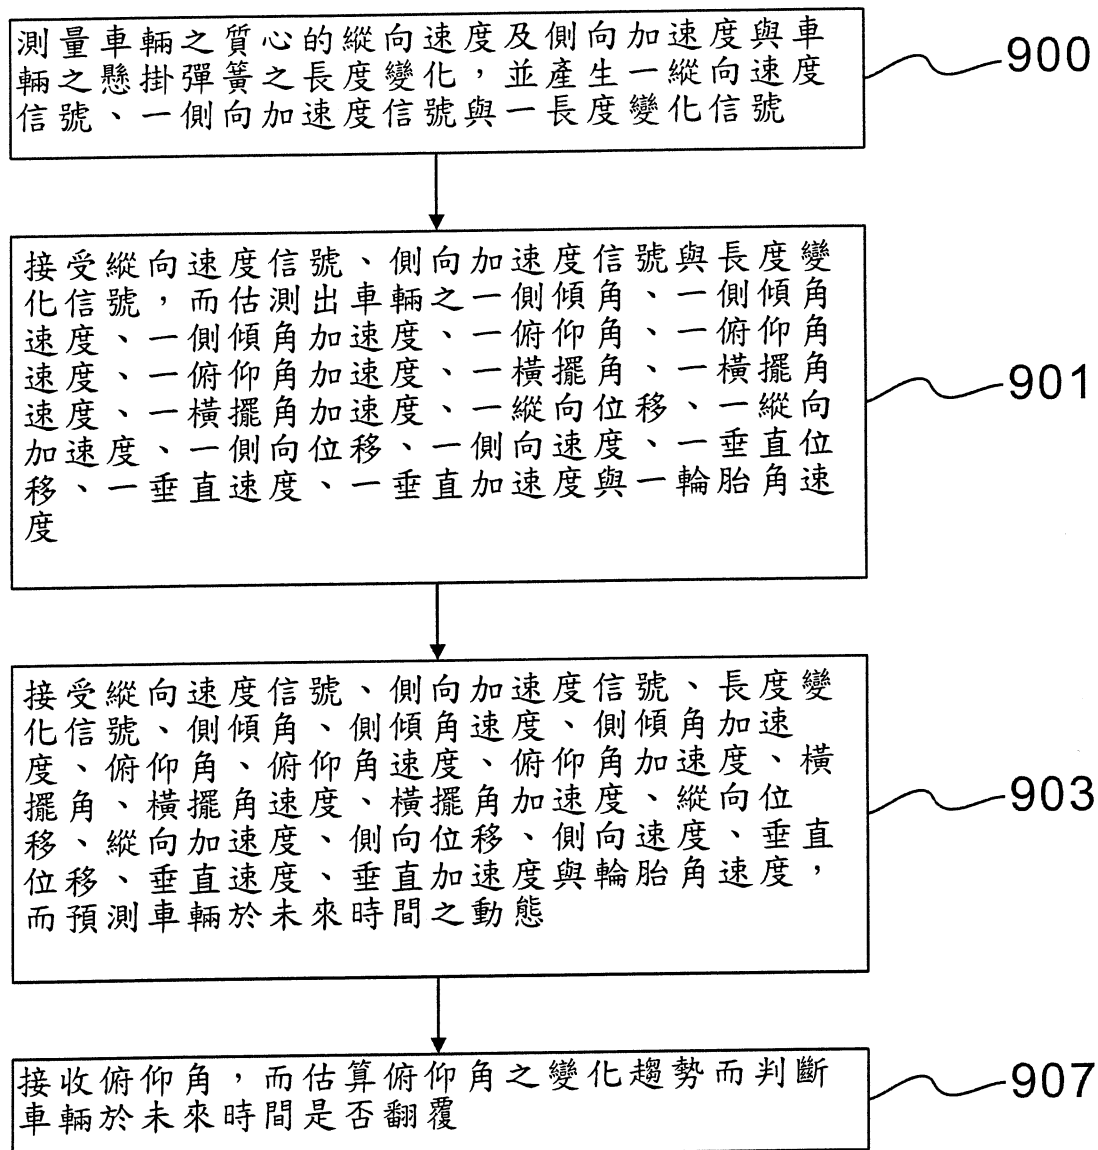 測量車輛之質心的縱向速度及側向加速度與車
輛之懸掛彈簧之長度變化，並產生一縱向速度
信號、一側向加速度信號與一長度變化信號
900
接受縱向速度信號、側向加速度信號與長度變
化信號，而估測出車輛之一側傾角、一側傾角
速度、一側傾角加速度、一俯仰角、一俯仰角
速度、一俯仰角加速度、一橫擺角、一橫擺角
速度、一橫擺角加速度、一縱向位移、一縱向
加速度、一側向位移、一側向速度、一垂直位
移、一垂直速度、一垂直加速度與一輪胎角速
度
901
接受縱向速度信號、側向加速度信號、長度變
化信號、側傾角、側傾角速度、側傾角加速
度、俯仰角、俯仰角速度、俯仰角加速度、橫
擺角、橫擺角速度、橫擺角加速度、縱向位
移、縱向加速度、側向位移、側向速度、垂直
位移、垂直速度、垂直加速度與輪胎角速度，
而預測車輛於未來時間之動態
903
接收俯仰角，而估算俯仰角之變化趨勢而判斷
車輛於未來時間是否翻覆
907